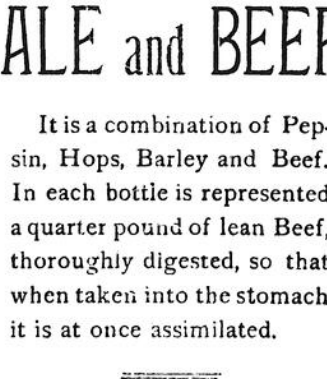 ALE and BEEF
It is a combination of Pep-
sin, Hops, Barley and Beef.
In each bottle is represented
a quarter pound of lean Beef,
thoroughly digested, so that
when taken into the stomach
it is at once assimilated.